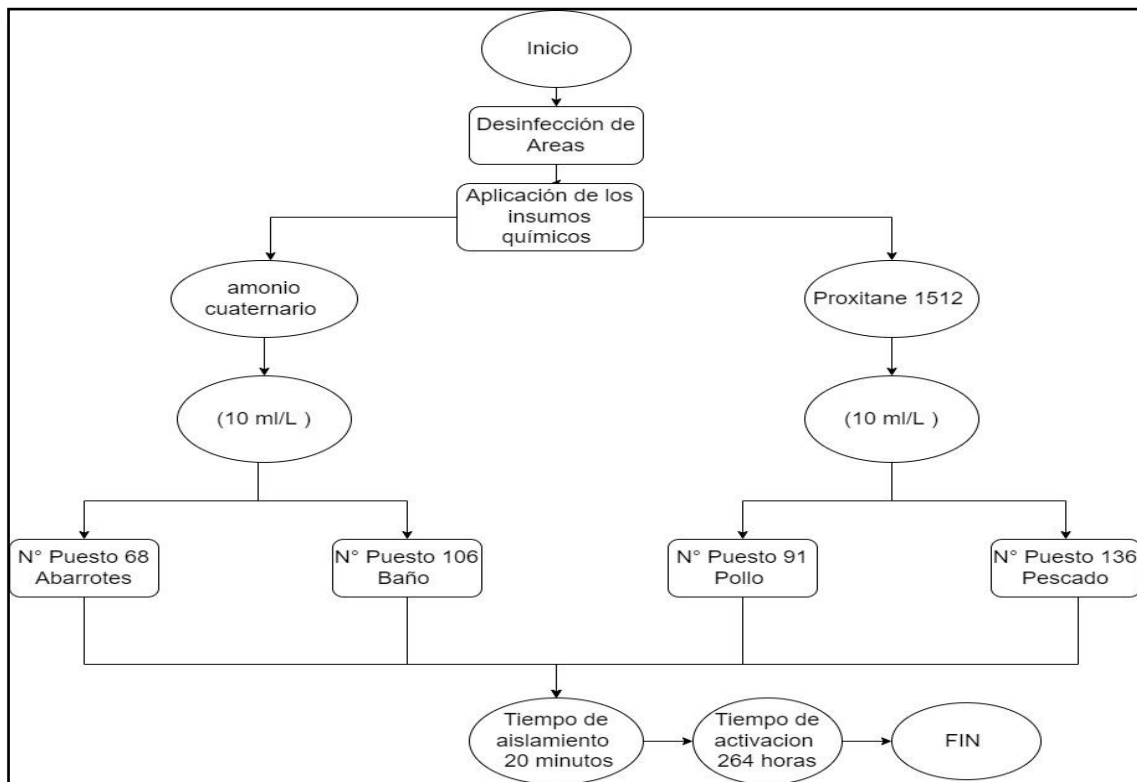 Inicio
Desinfección de
Areas
Aplicación de los
insumos
químicos
amonio
cuaternario
Proxitane 1512
(10 ml/L )
(10 ml/L )
N° Puesto 68
Abarrotes
N° Puesto 106
Baño
N° Puesto 91
Pollo
N° Puesto 136
Pescado
Tiempo de
aislamiento
20 minutos
Tiempo de
activacion
264 horas
FIN